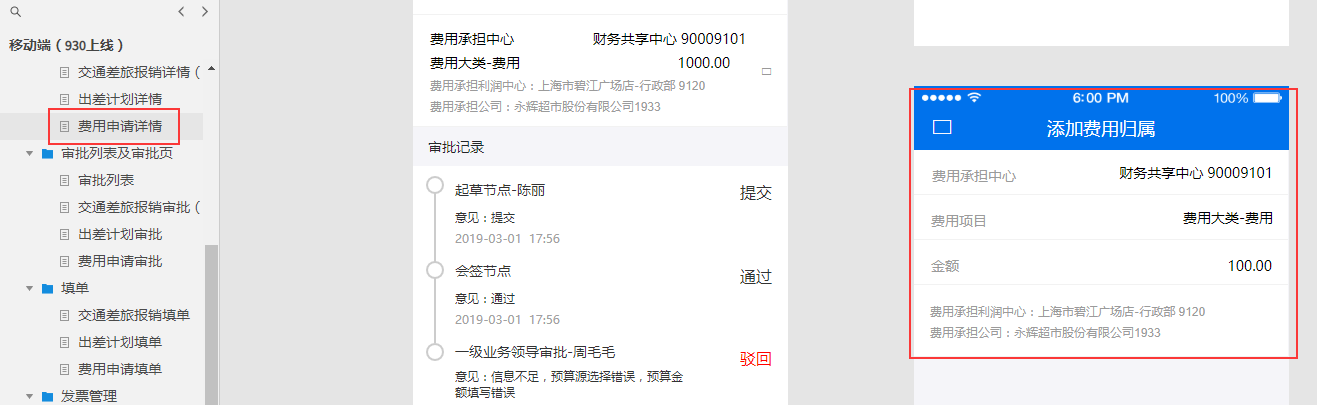 移动端（930上线）
交通差旅报销详情（
出差计划详情
费用申请详情
审批列表及审批页
审批列表
交通差旅报销审批（
出差计划审批
费用申请审批
填单
交通差旅报销填单
出差计划填单
费用申请填单
发票管理
费用承担中心 财务共享中心 90009101
费用大类-费用 1000.00
费用承担利润中心：上海市碧江广场店-行政部 9120
费用承担公司：永辉超市股份有限公司1933
审批记录
起草节点-陈丽 提交
意见：提交
2019-03-01 17:56
会签节点 通过
意见：通过
2019-03-01 17:56
一级业务领导审批-周毛毛 驳回
意见：信息不足，预算源选择错误，预算金
额填写错误
6:00 PM 100%
添加费用归属
费用承担中心 财务共享中心 90009101
费用项目 费用大类-费用
金额 100.00
费用承担利润中心：上海市碧江广场店-行政部 9120
费用承担公司：永辉超市股份有限公司1933